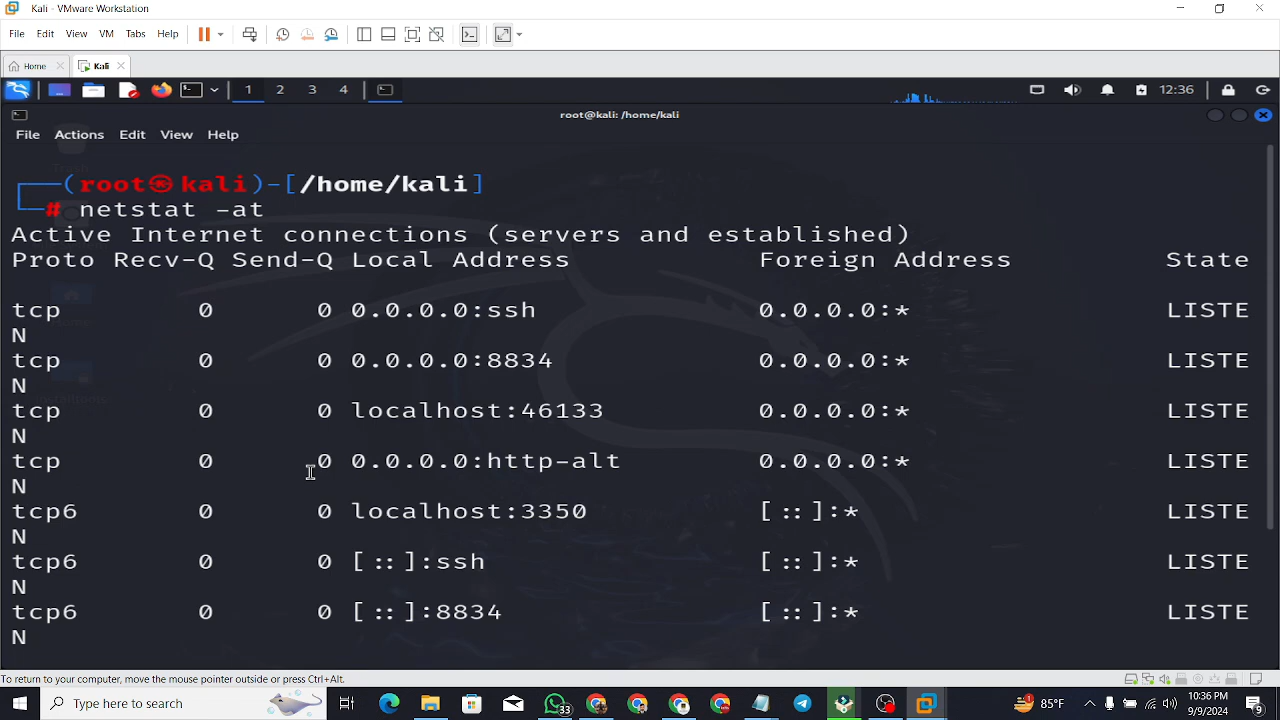 Kali - VMware Workstation
File Edit View VM Tabs Help
Home Kali
1 2 3 4 12:36
root@kali: /home/kali
File Actions Edit View Help
┌──(root㉿kali)-[/home/kali]
└─# netstat -at
Active Internet connections (servers and established)
Proto Recv-Q Send-Q Local Address Foreign Address State
tcp 0 0 0.0.0.0:ssh 0.0.0.0:* LISTE
N
tcp 0 0 0.0.0.0:8834 0.0.0.0:* LISTE
N
tcp 0 0 localhost:46133 0.0.0.0:* LISTE
N
tcp 0 0 0.0.0.0:http-alt 0.0.0.0:* LISTE
N
tcp6 0 0 localhost:3350 [::]:* LISTE
N
tcp6 0 0 [::]:ssh [::]:* LISTE
N
tcp6 0 0 [::]:8834 [::]:* LISTE
N
To return to your computer, move the mouse pointer outside or press Ctrl+Alt.
Type here to search 33 1 85°F 10:36 PM
9/9/2024